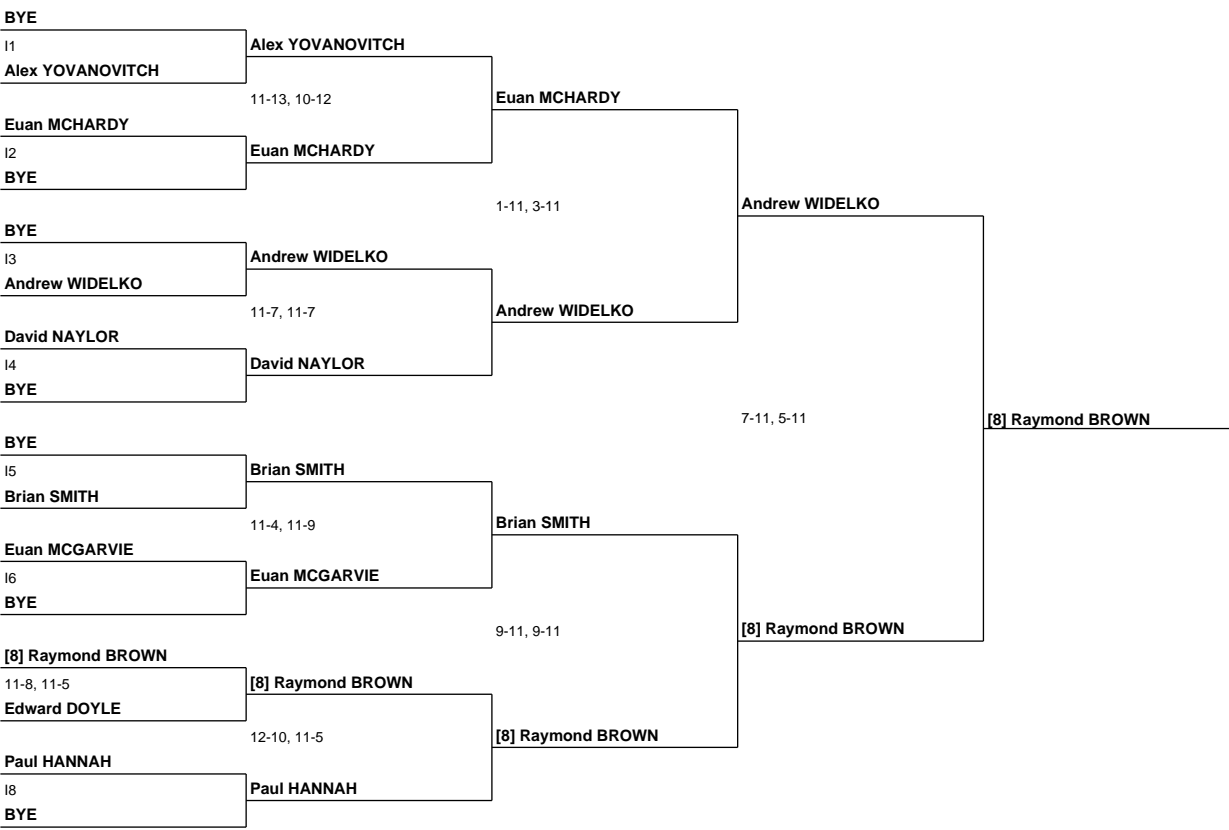 BYE
I1
Alex YOVANOVITCH
Alex YOVANOVITCH
11-13, 10-12
Euan MCHARDY
Euan MCHARDY
I2
Euan MCHARDY
BYE
1-11, 3-11
Andrew WIDELKO
BYE
I3
Andrew WIDELKO
Andrew WIDELKO
11-7, 11-7
Andrew WIDELKO
David NAYLOR
I4
David NAYLOR
BYE
7-11, 5-11
[8] Raymond BROWN
BYE
I5
Brian SMITH
Brian SMITH
11-4, 11-9
Brian SMITH
Euan MCGARVIE
I6
Euan MCGARVIE
BYE
9-11, 9-11
[8] Raymond BROWN
[8] Raymond BROWN
11-8, 11-5
[8] Raymond BROWN
Edward DOYLE
12-10, 11-5
[8] Raymond BROWN
Paul HANNAH
I8
Paul HANNAH
BYE